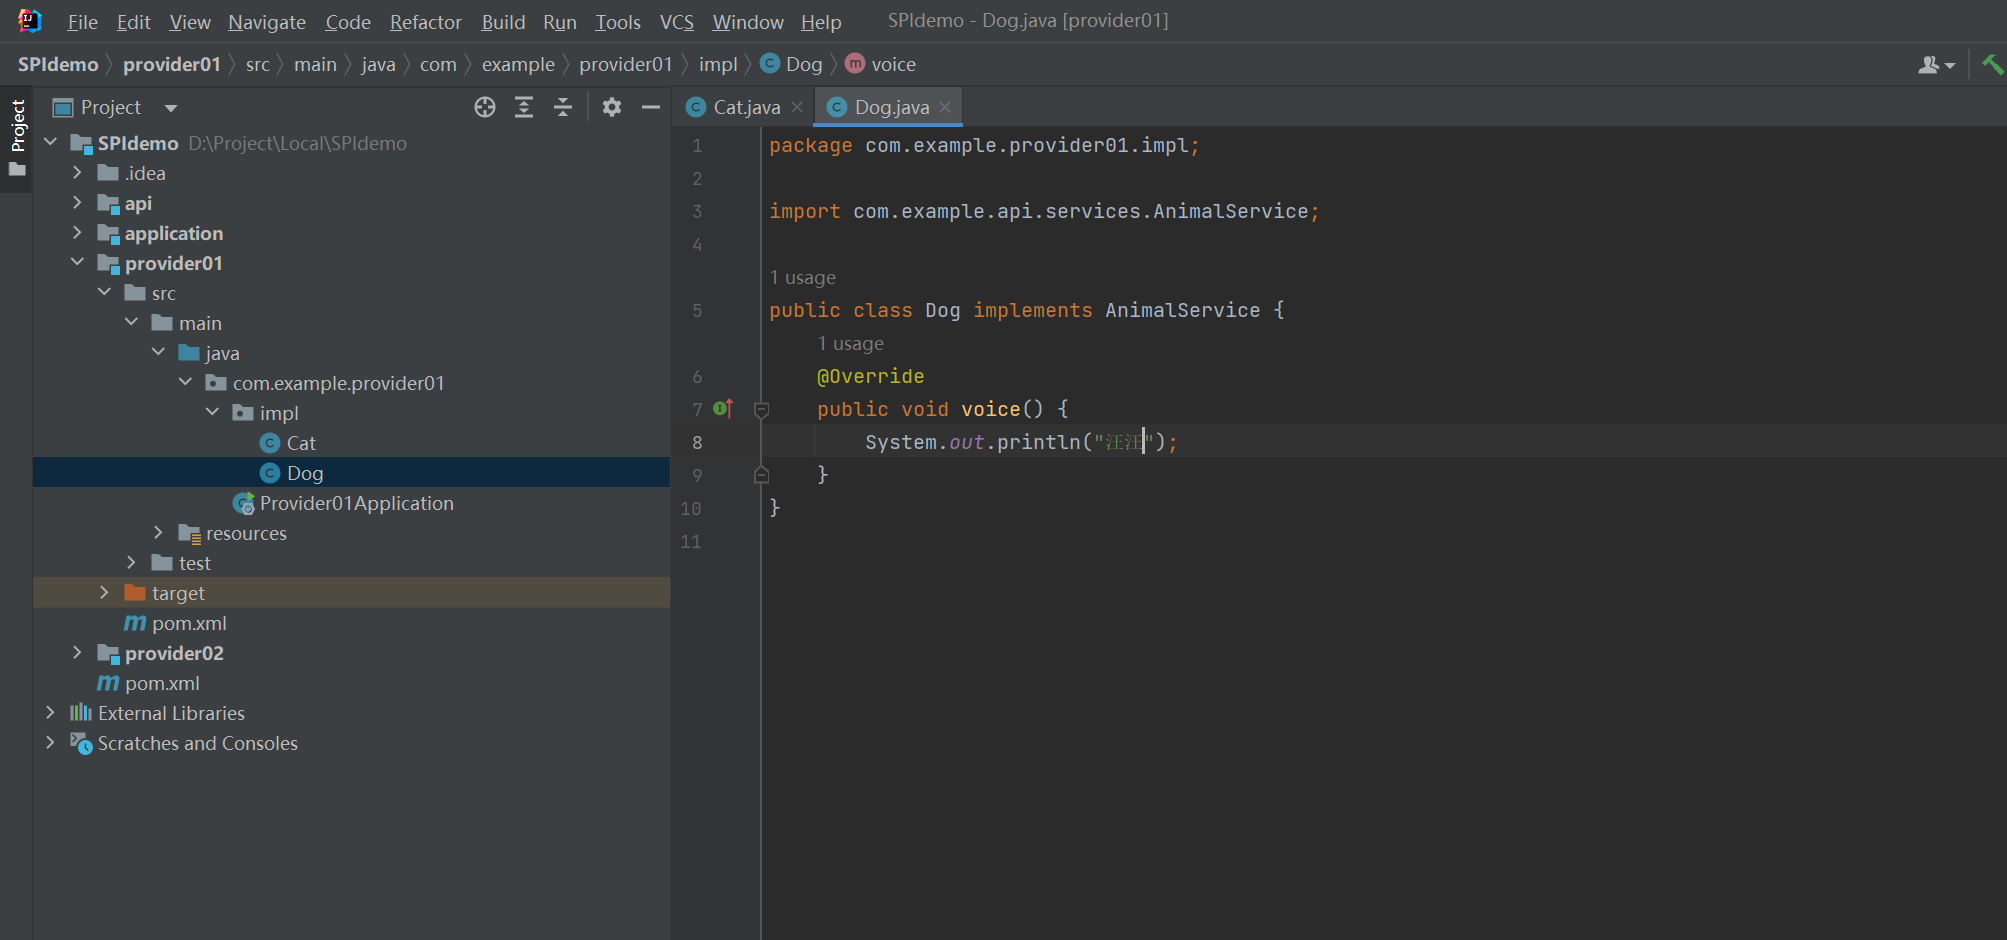 File Edit View Navigate Code Refactor Build Run Tools VCS Window Help SPIdemo - Dog.java [provider01]
SPIdemo provider01 src main java com example provider01 impl Dog voice
Project
Project
SPIdemo D:\Project\Local\SPIdemo
.idea
api
application
provider01
src
main
java
com.example.provider01
impl
Cat
Dog
Provider01Application
resources
test
target
pom.xml
provider02
pom.xml
External Libraries
Scratches and Consoles
Cat.java Dog.java
1 package com.example.provider01.impl;
2
3 import com.example.api.services.AnimalService;
4
1 usage
5 public class Dog implements AnimalService {
1 usage
6 @Override
7 public void voice() {
8 System.out.println("汪汪");
9 }
10 }
11